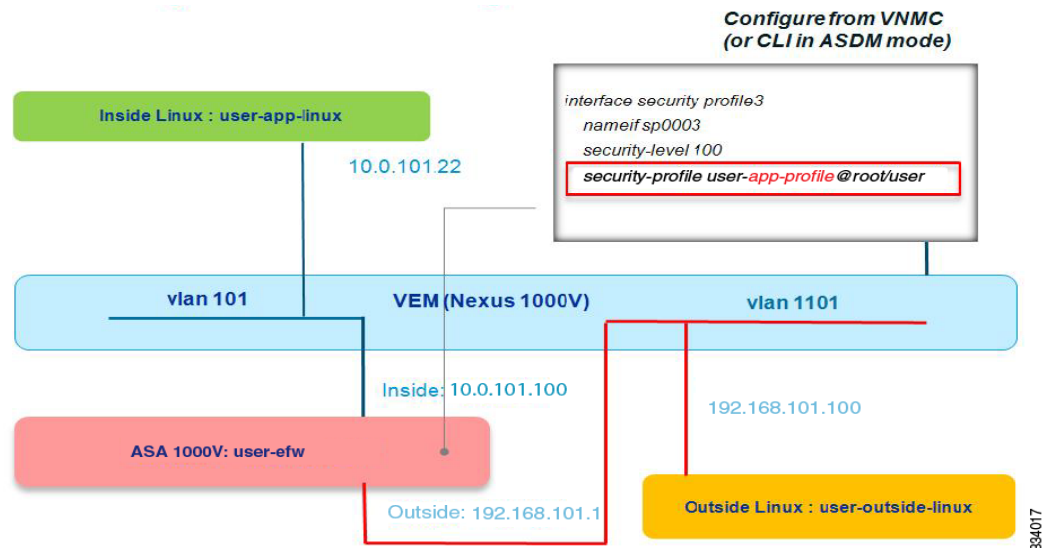 Configure from VNMC
(or CLI in ASDM mode)
interface security profile3
nameif sp0003
security-level 100
security-profile user-app-profile@root/user
Inside Linux : user-app-linux
10.0.101.22
vlan 101
VEM (Nexus 1000V)
vlan 1101
Inside: 10.0.101.100
192.168.101.100
ASA 1000V: user-efw
Outside: 192.168.101.1
Outside Linux : user-outside-linux
334017